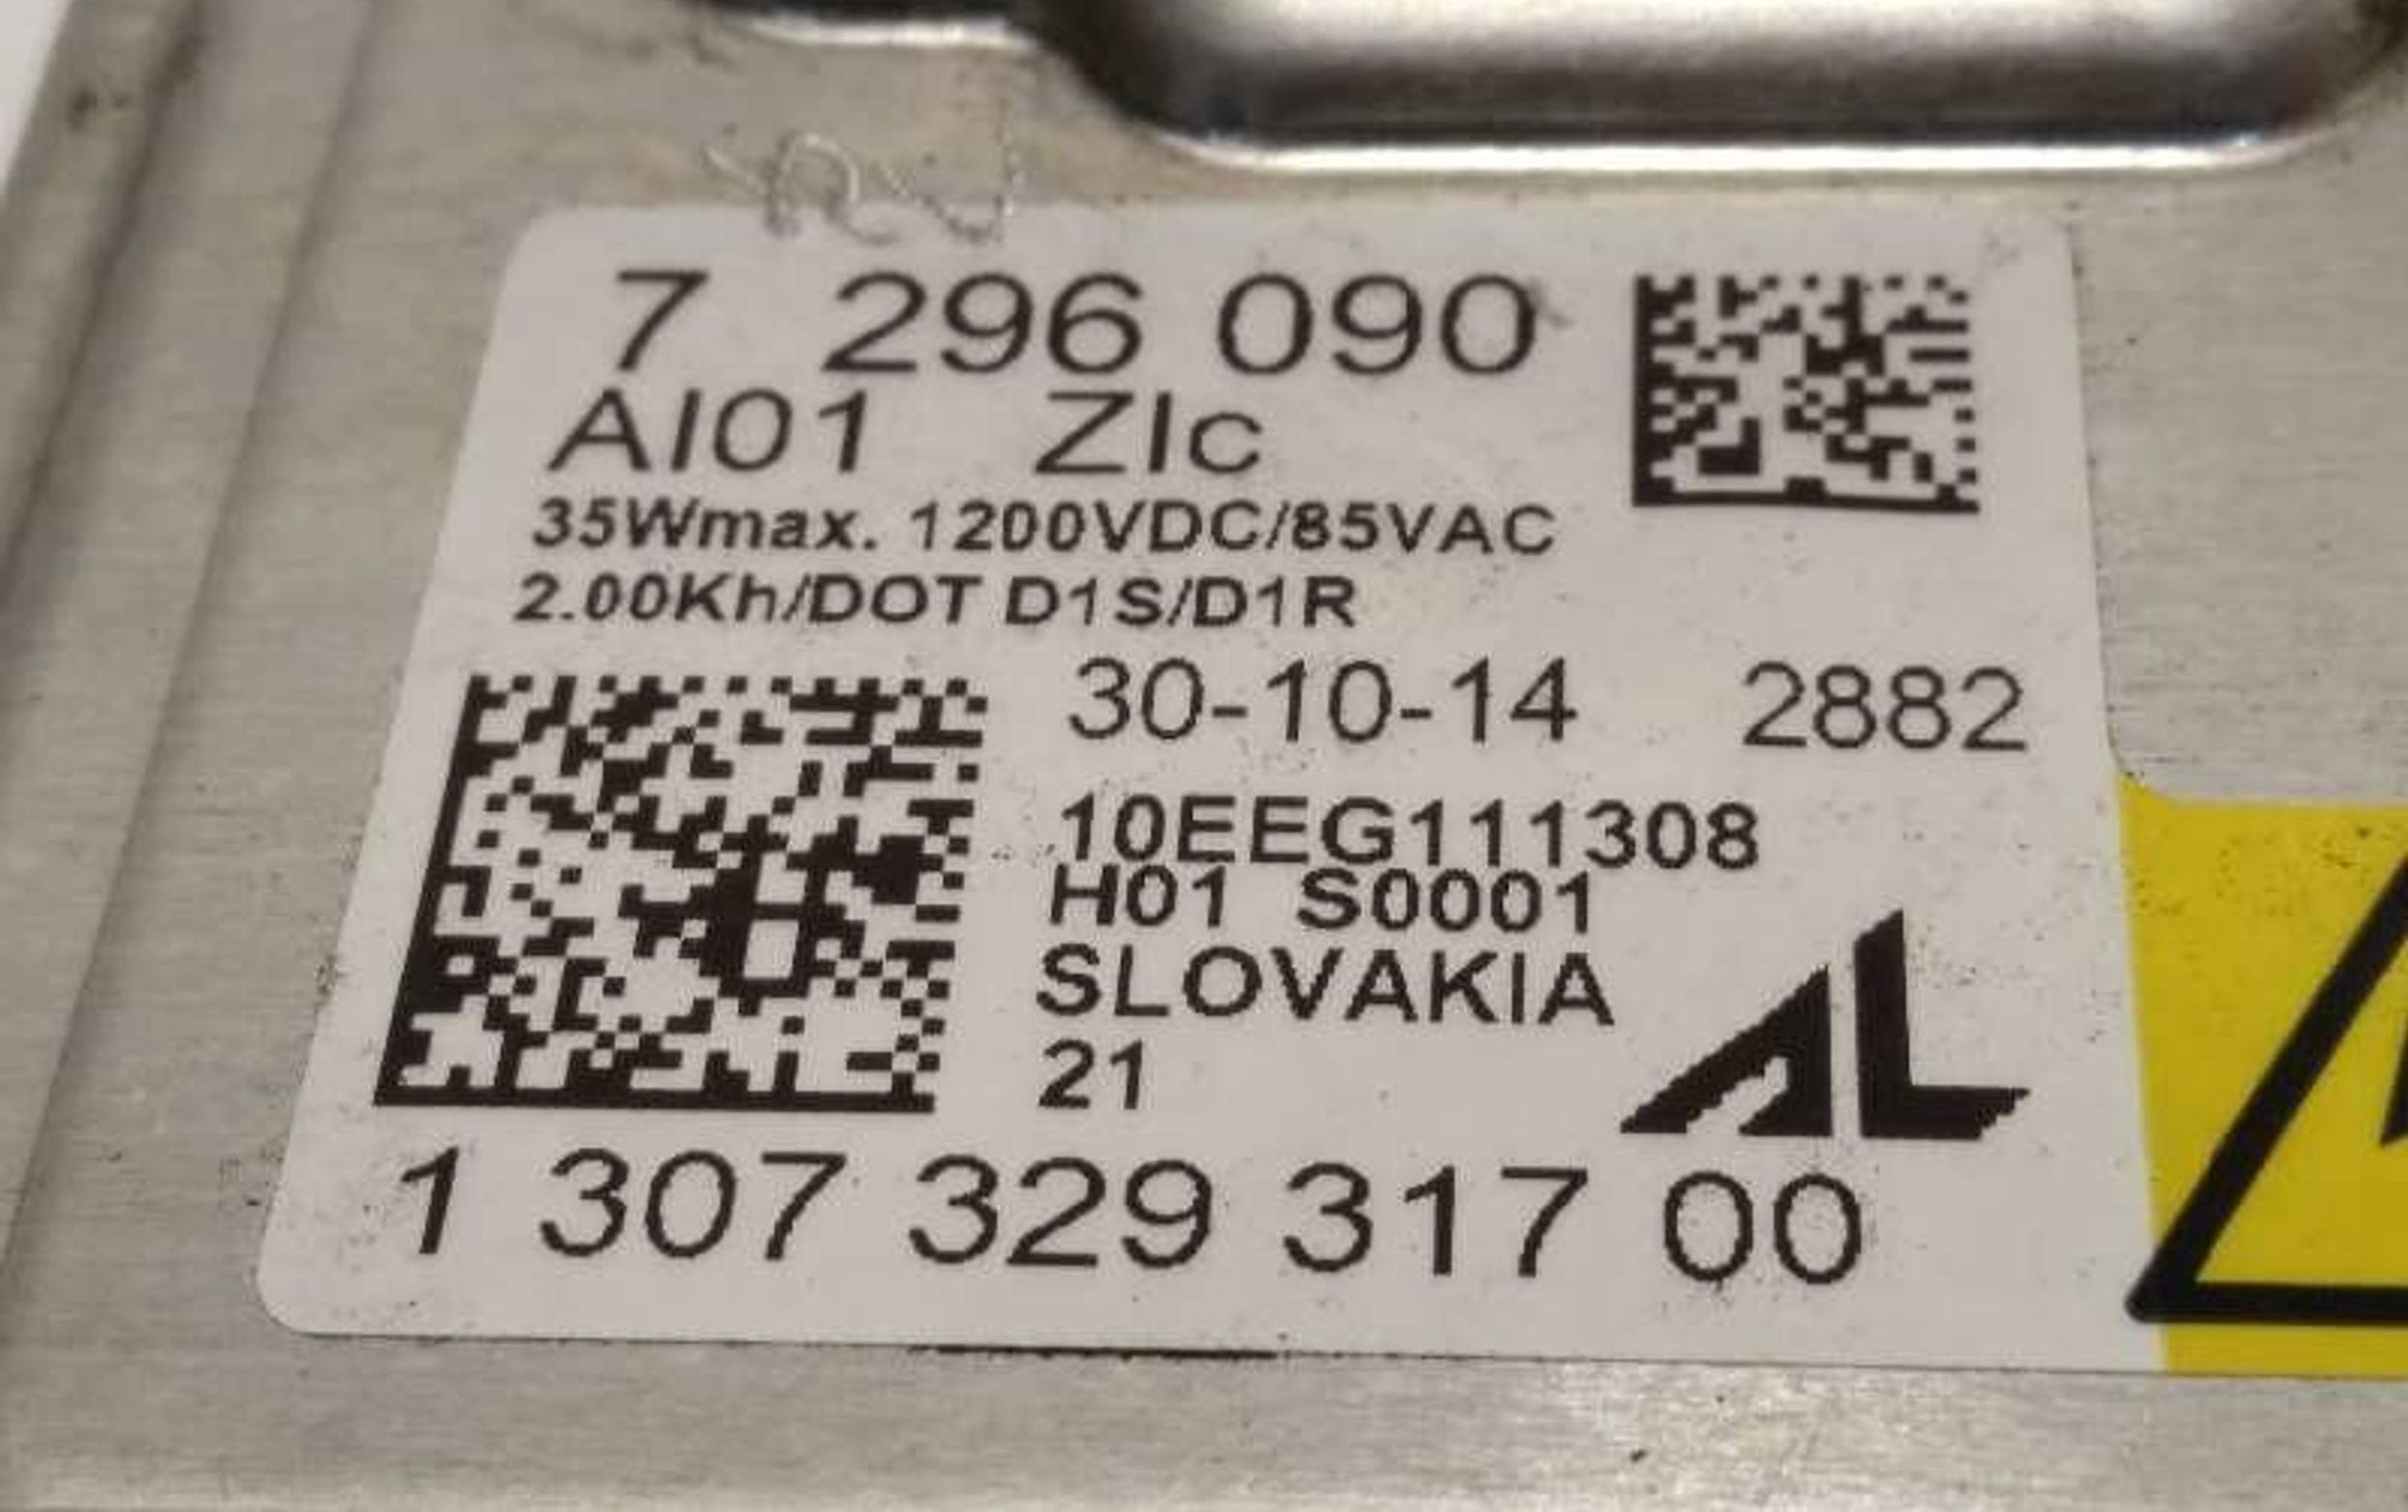 7 296 090
AI01 ZIc
35Wmax. 1200VDC/85VAC
2.00Kh/DOT D1S/D1R
30-10-14 2882
10EEG111308
H01 S0001
SLOVAKIA
21
AL
1 307 329 317 00